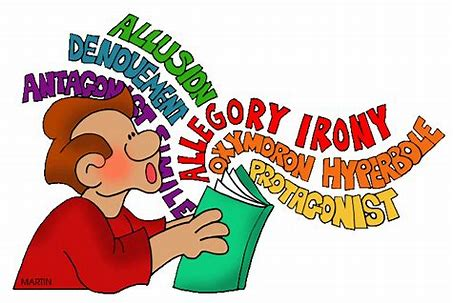 ALLUSION
DENOUEMENT
ANTAGONIST
SIMILE
ALLEGORY IRONY
OXYMORON HYPERBOLE
PROTAGONIST
MARTIN